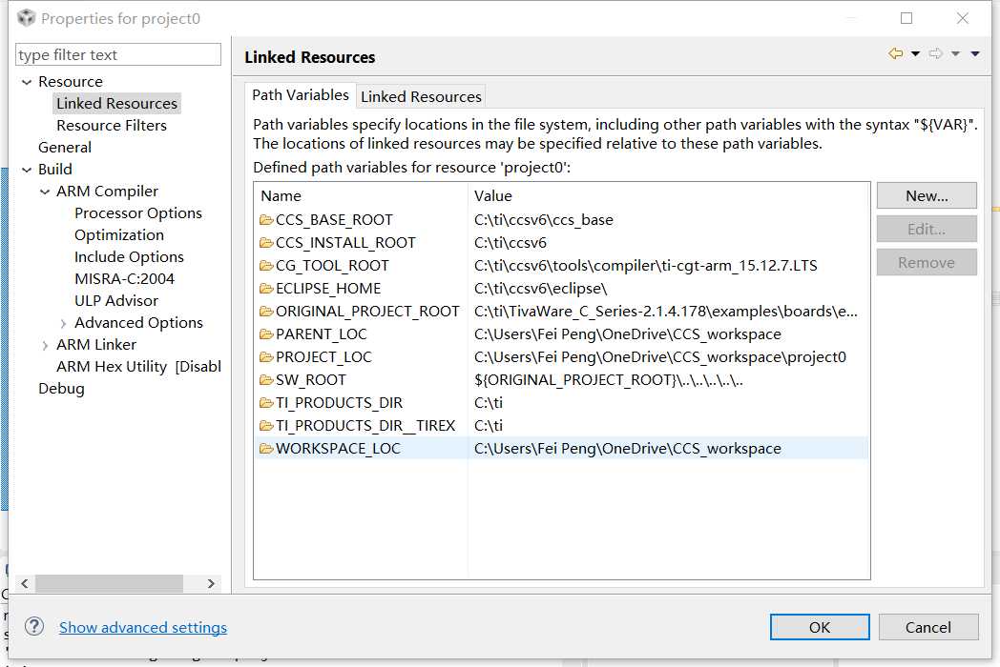 Properties for project0
type filter text
Resource
Linked Resources
Resource Filters
General
Build
ARM Compiler
Processor Options
Optimization
Include Options
MISRA-C:2004
ULP Advisor
Advanced Options
ARM Linker
ARM Hex Utility [Disabl
Debug
Linked Resources
Path Variables Linked Resources
Path variables specify locations in the file system, including other path variables with the syntax "${VAR}".
The locations of linked resources may be specified relative to these path variables.
Defined path variables for resource 'project0':
Name Value
CCS_BASE_ROOT C:\ti\ccsv6\ccs_base
CCS_INSTALL_ROOT C:\ti\ccsv6
CG_TOOL_ROOT C:\ti\ccsv6\tools\compiler\ti-cgt-arm_15.12.7.LTS
ECLIPSE_HOME C:\ti\ccsv6\eclipse\
ORIGINAL_PROJECT_ROOT C:\ti\TivaWare_C_Series-2.1.4.178\examples\boards\e...
PARENT_LOC C:\Users\Fei Peng\OneDrive\CCS_workspace
PROJECT_LOC C:\Users\Fei Peng\OneDrive\CCS_workspace\project0
SW_ROOT ${ORIGINAL_PROJECT_ROOT}\..\..\..\..\..
TI_PRODUCTS_DIR C:\ti
TI_PRODUCTS_DIR__TIREX C:\ti
WORKSPACE_LOC C:\Users\Fei Peng\OneDrive\CCS_workspace
New...
Edit...
Remove
Show advanced settings
OK
Cancel